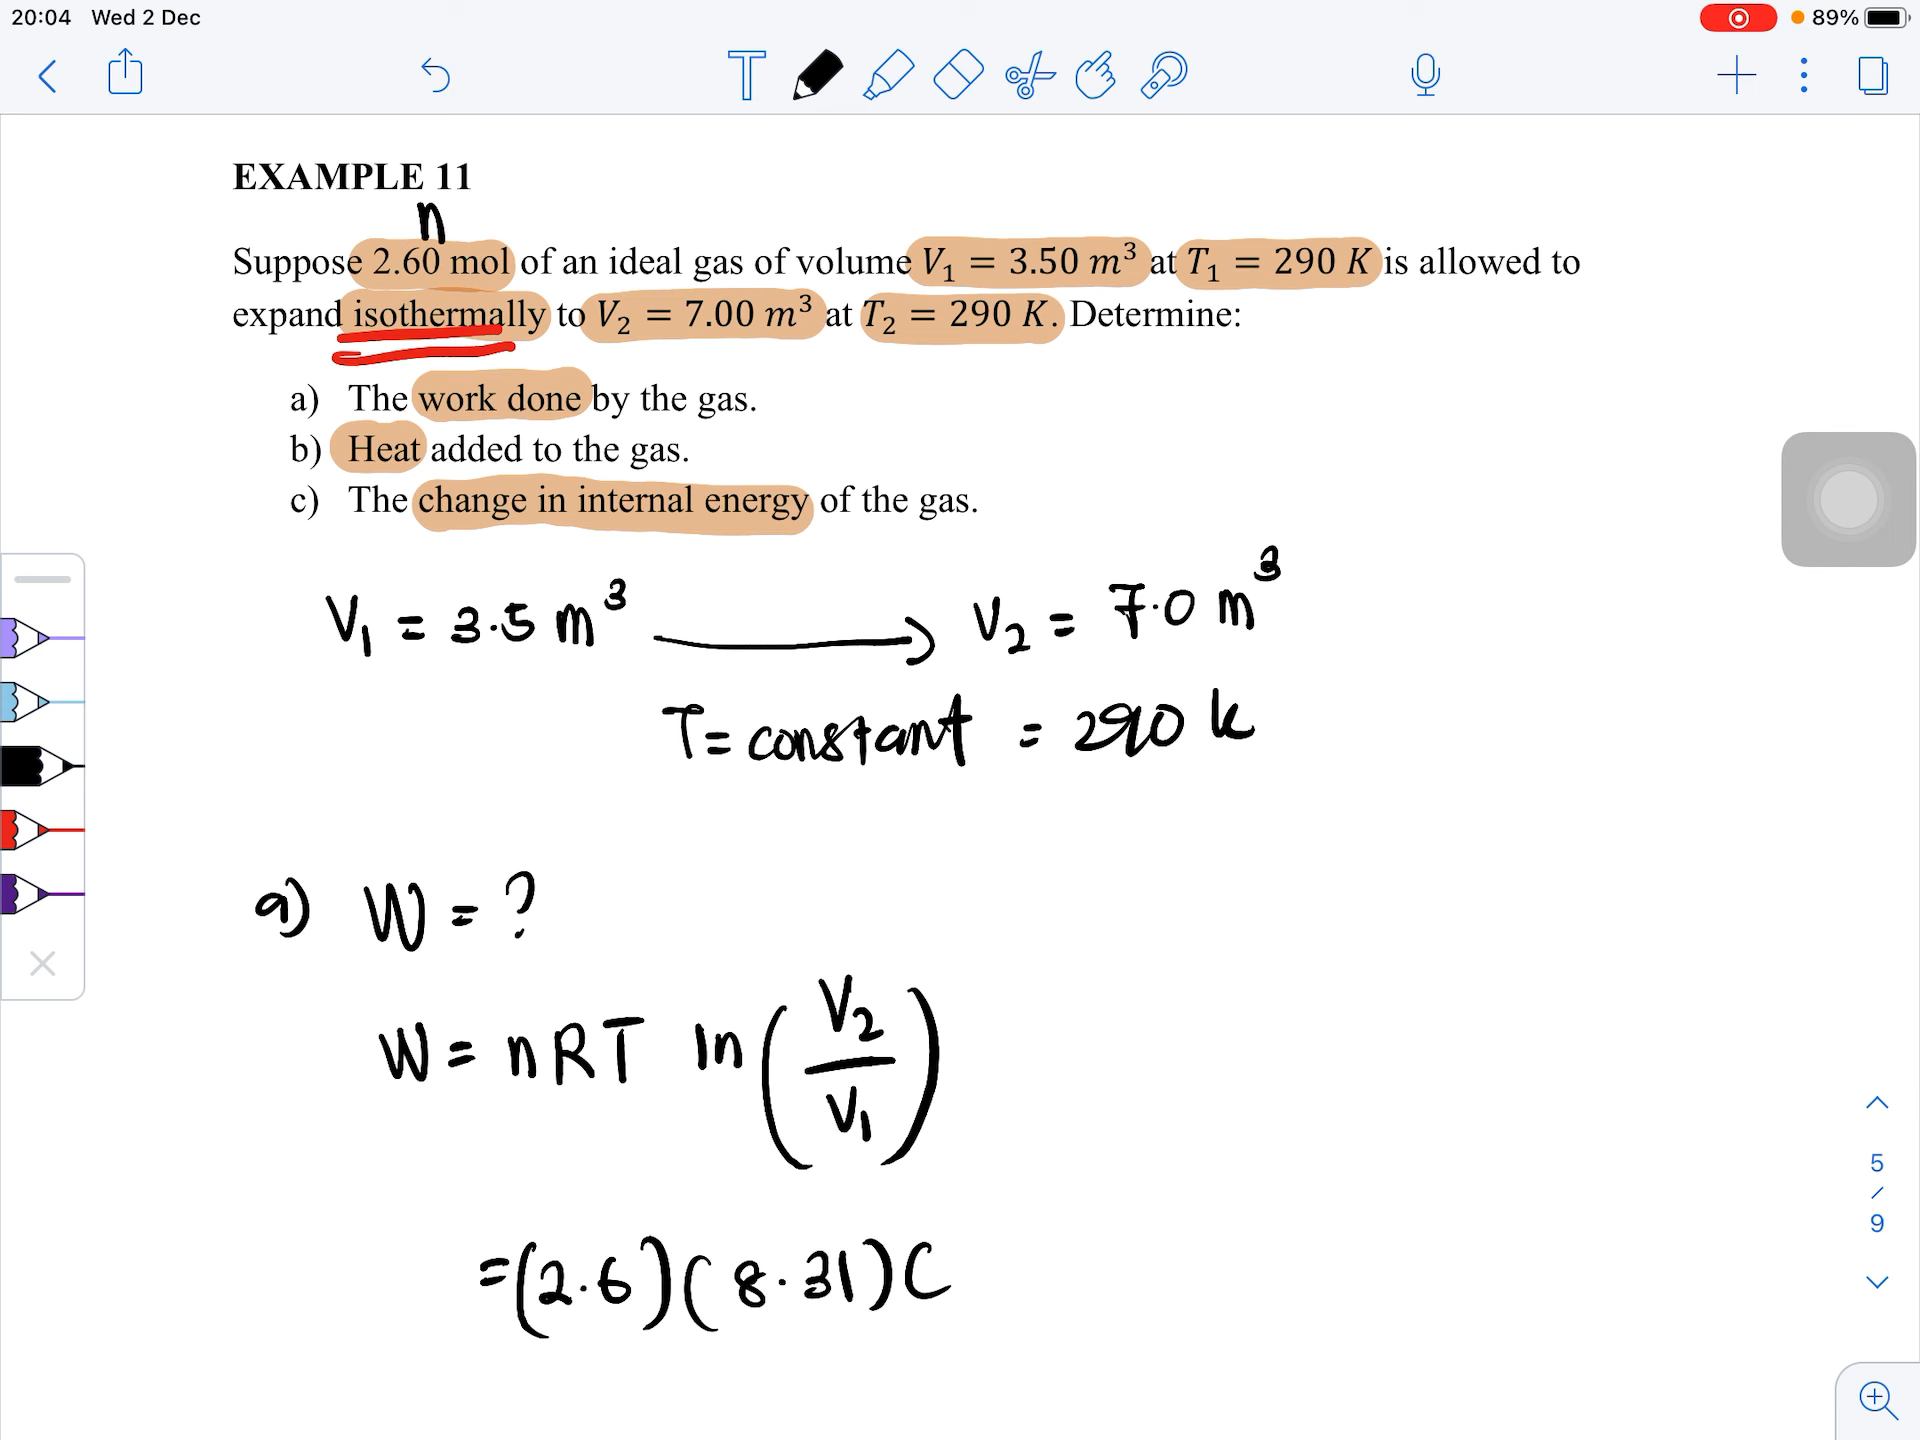 20:04 Wed 2 Dec
89%
T
EXAMPLE 11
n
Suppose 2.60 mol of an ideal gas of volume V₁ = 3.50 m³ at T₁ = 290 K is allowed to
expand isothermally to V₂ = 7.00 m³ at T₂ = 290 K. Determine:
a) The work done by the gas.
b) Heat added to the gas.
c) The change in internal energy of the gas.
V₁ = 3.5 m³ → V₂ = 7.0 m³
T = constant = 290 k
a) W = ?
W = nRT ln (V₂/V₁)
= (2.6)(8.31)(
5
/
9